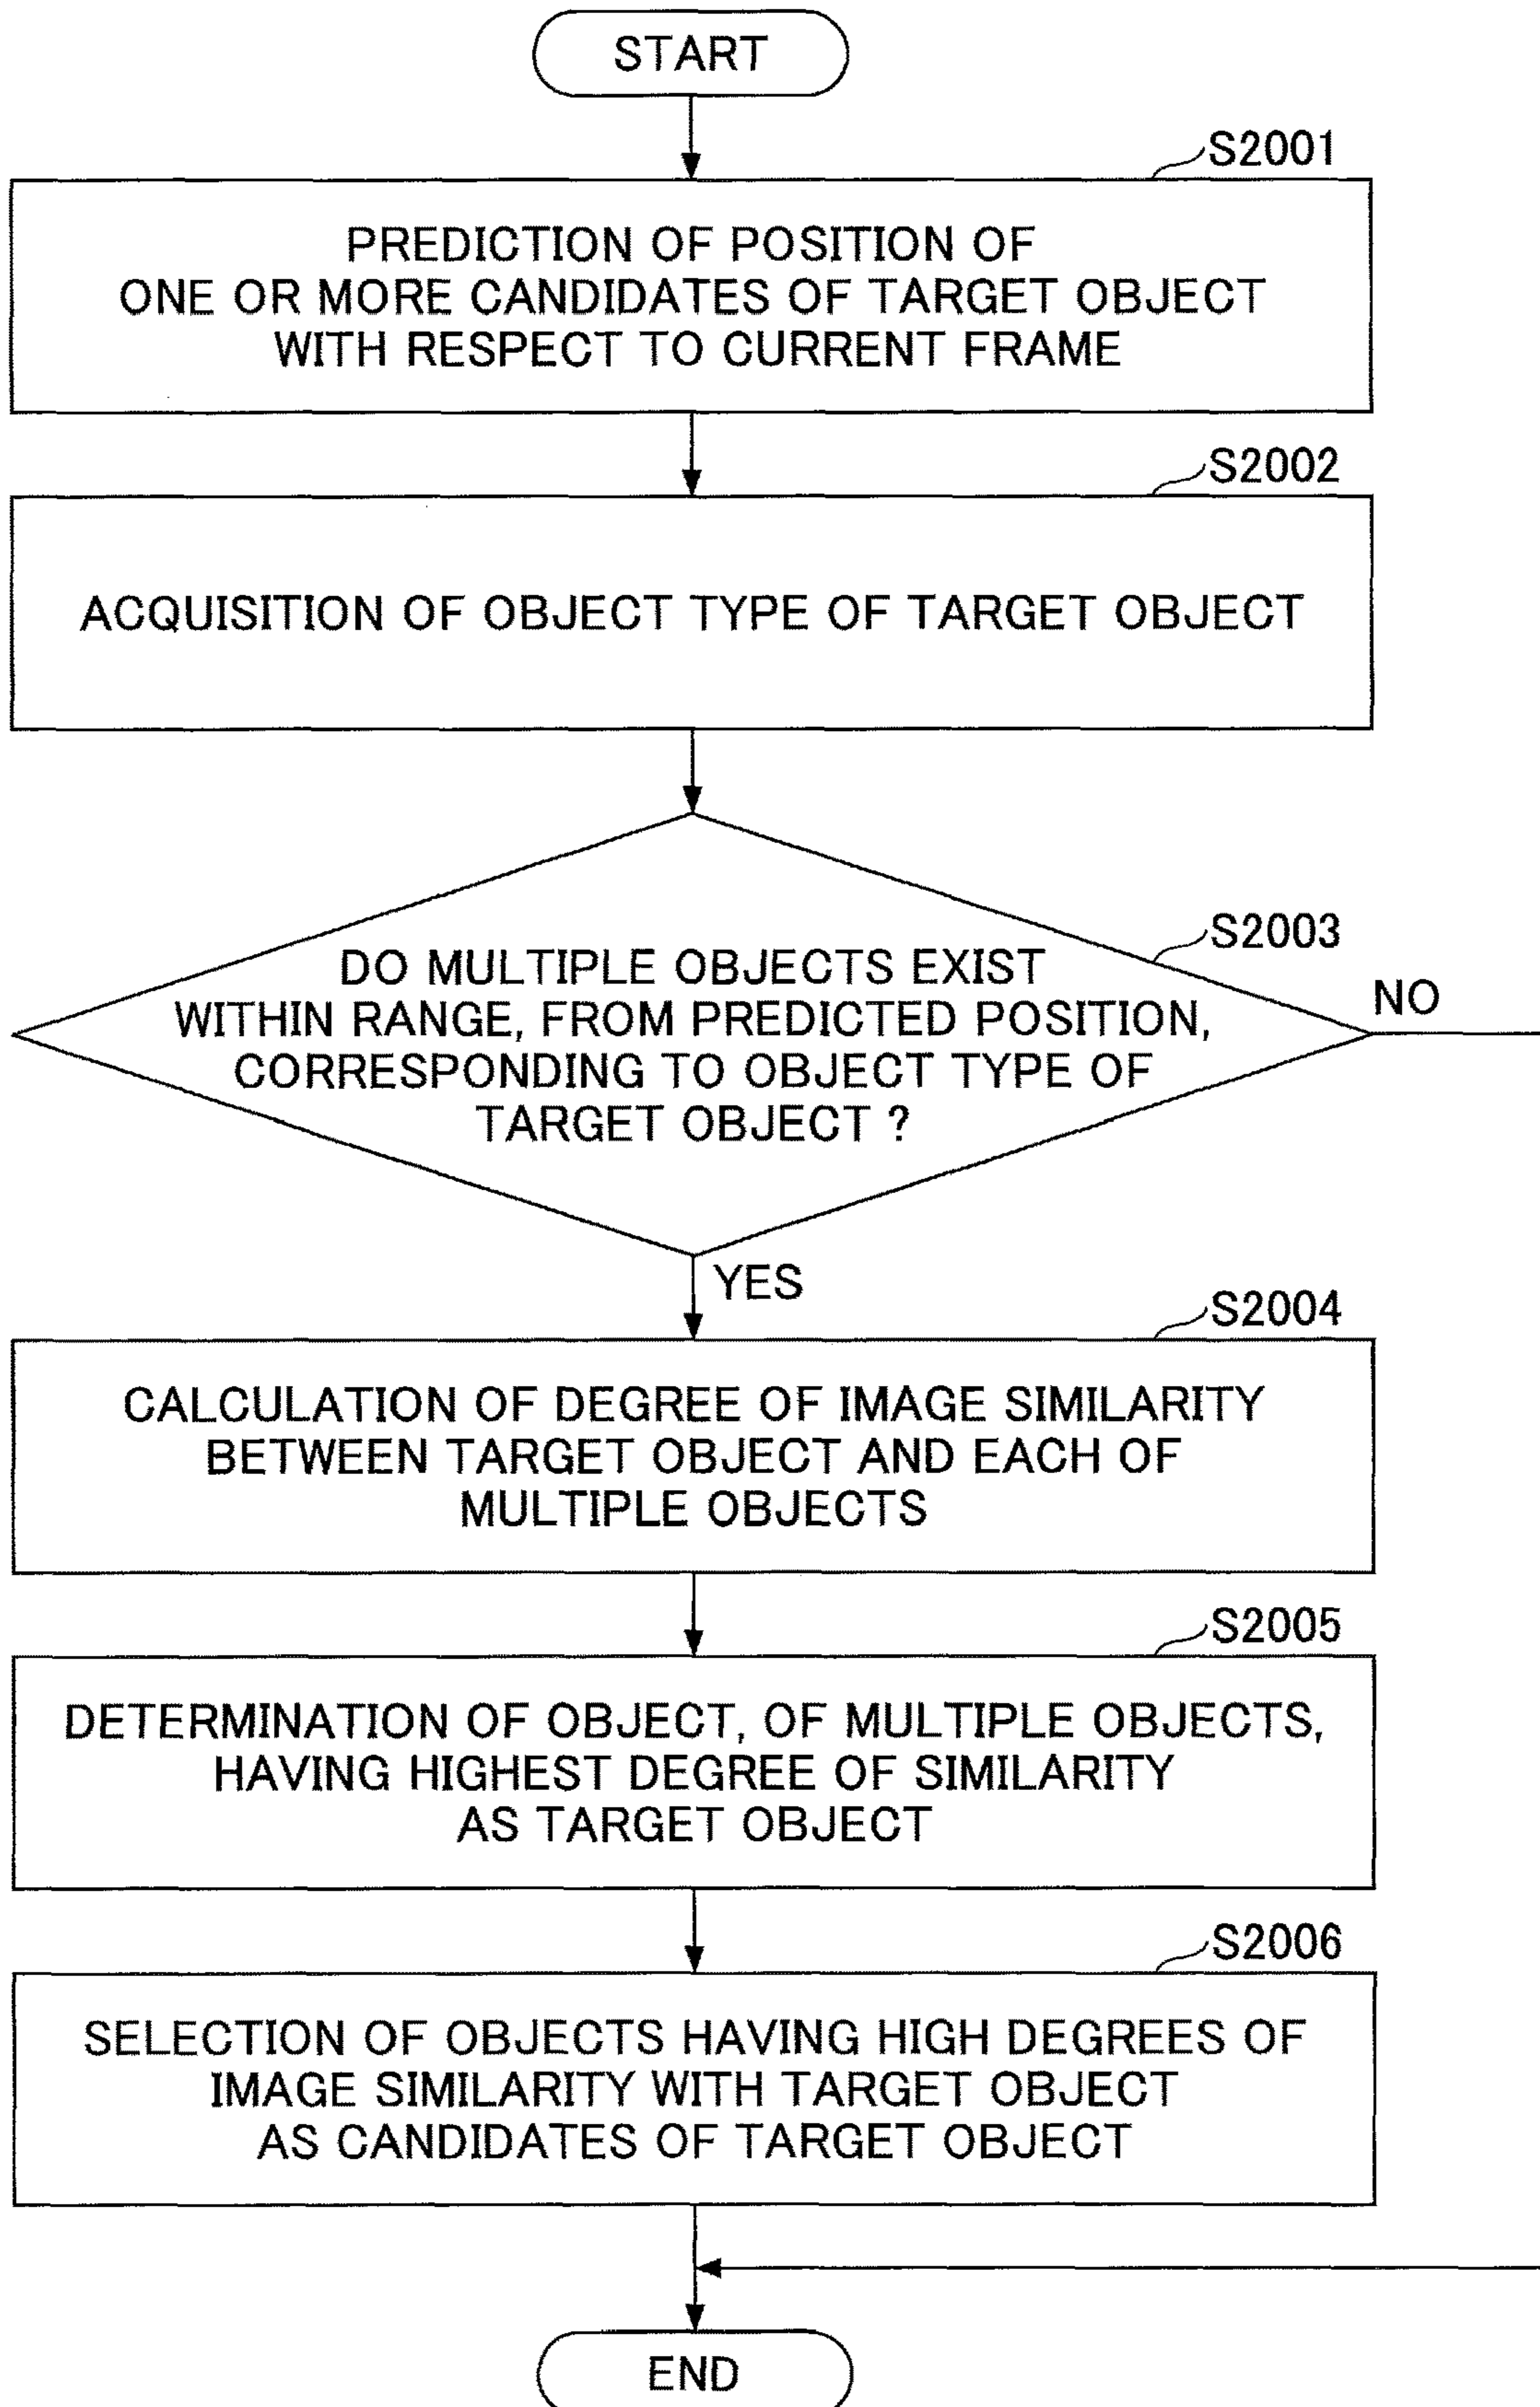 START
S2001
PREDICTION OF POSITION OF
ONE OR MORE CANDIDATES OF TARGET OBJECT
WITH RESPECT TO CURRENT FRAME
S2002
ACQUISITION OF OBJECT TYPE OF TARGET OBJECT
S2003
DO MULTIPLE OBJECTS EXIST
WITHIN RANGE, FROM PREDICTED POSITION,
CORRESPONDING TO OBJECT TYPE OF
TARGET OBJECT ?
NO
YES
S2004
CALCULATION OF DEGREE OF IMAGE SIMILARITY
BETWEEN TARGET OBJECT AND EACH OF
MULTIPLE OBJECTS
S2005
DETERMINATION OF OBJECT, OF MULTIPLE OBJECTS,
HAVING HIGHEST DEGREE OF SIMILARITY
AS TARGET OBJECT
S2006
SELECTION OF OBJECTS HAVING HIGH DEGREES OF
IMAGE SIMILARITY WITH TARGET OBJECT
AS CANDIDATES OF TARGET OBJECT
END